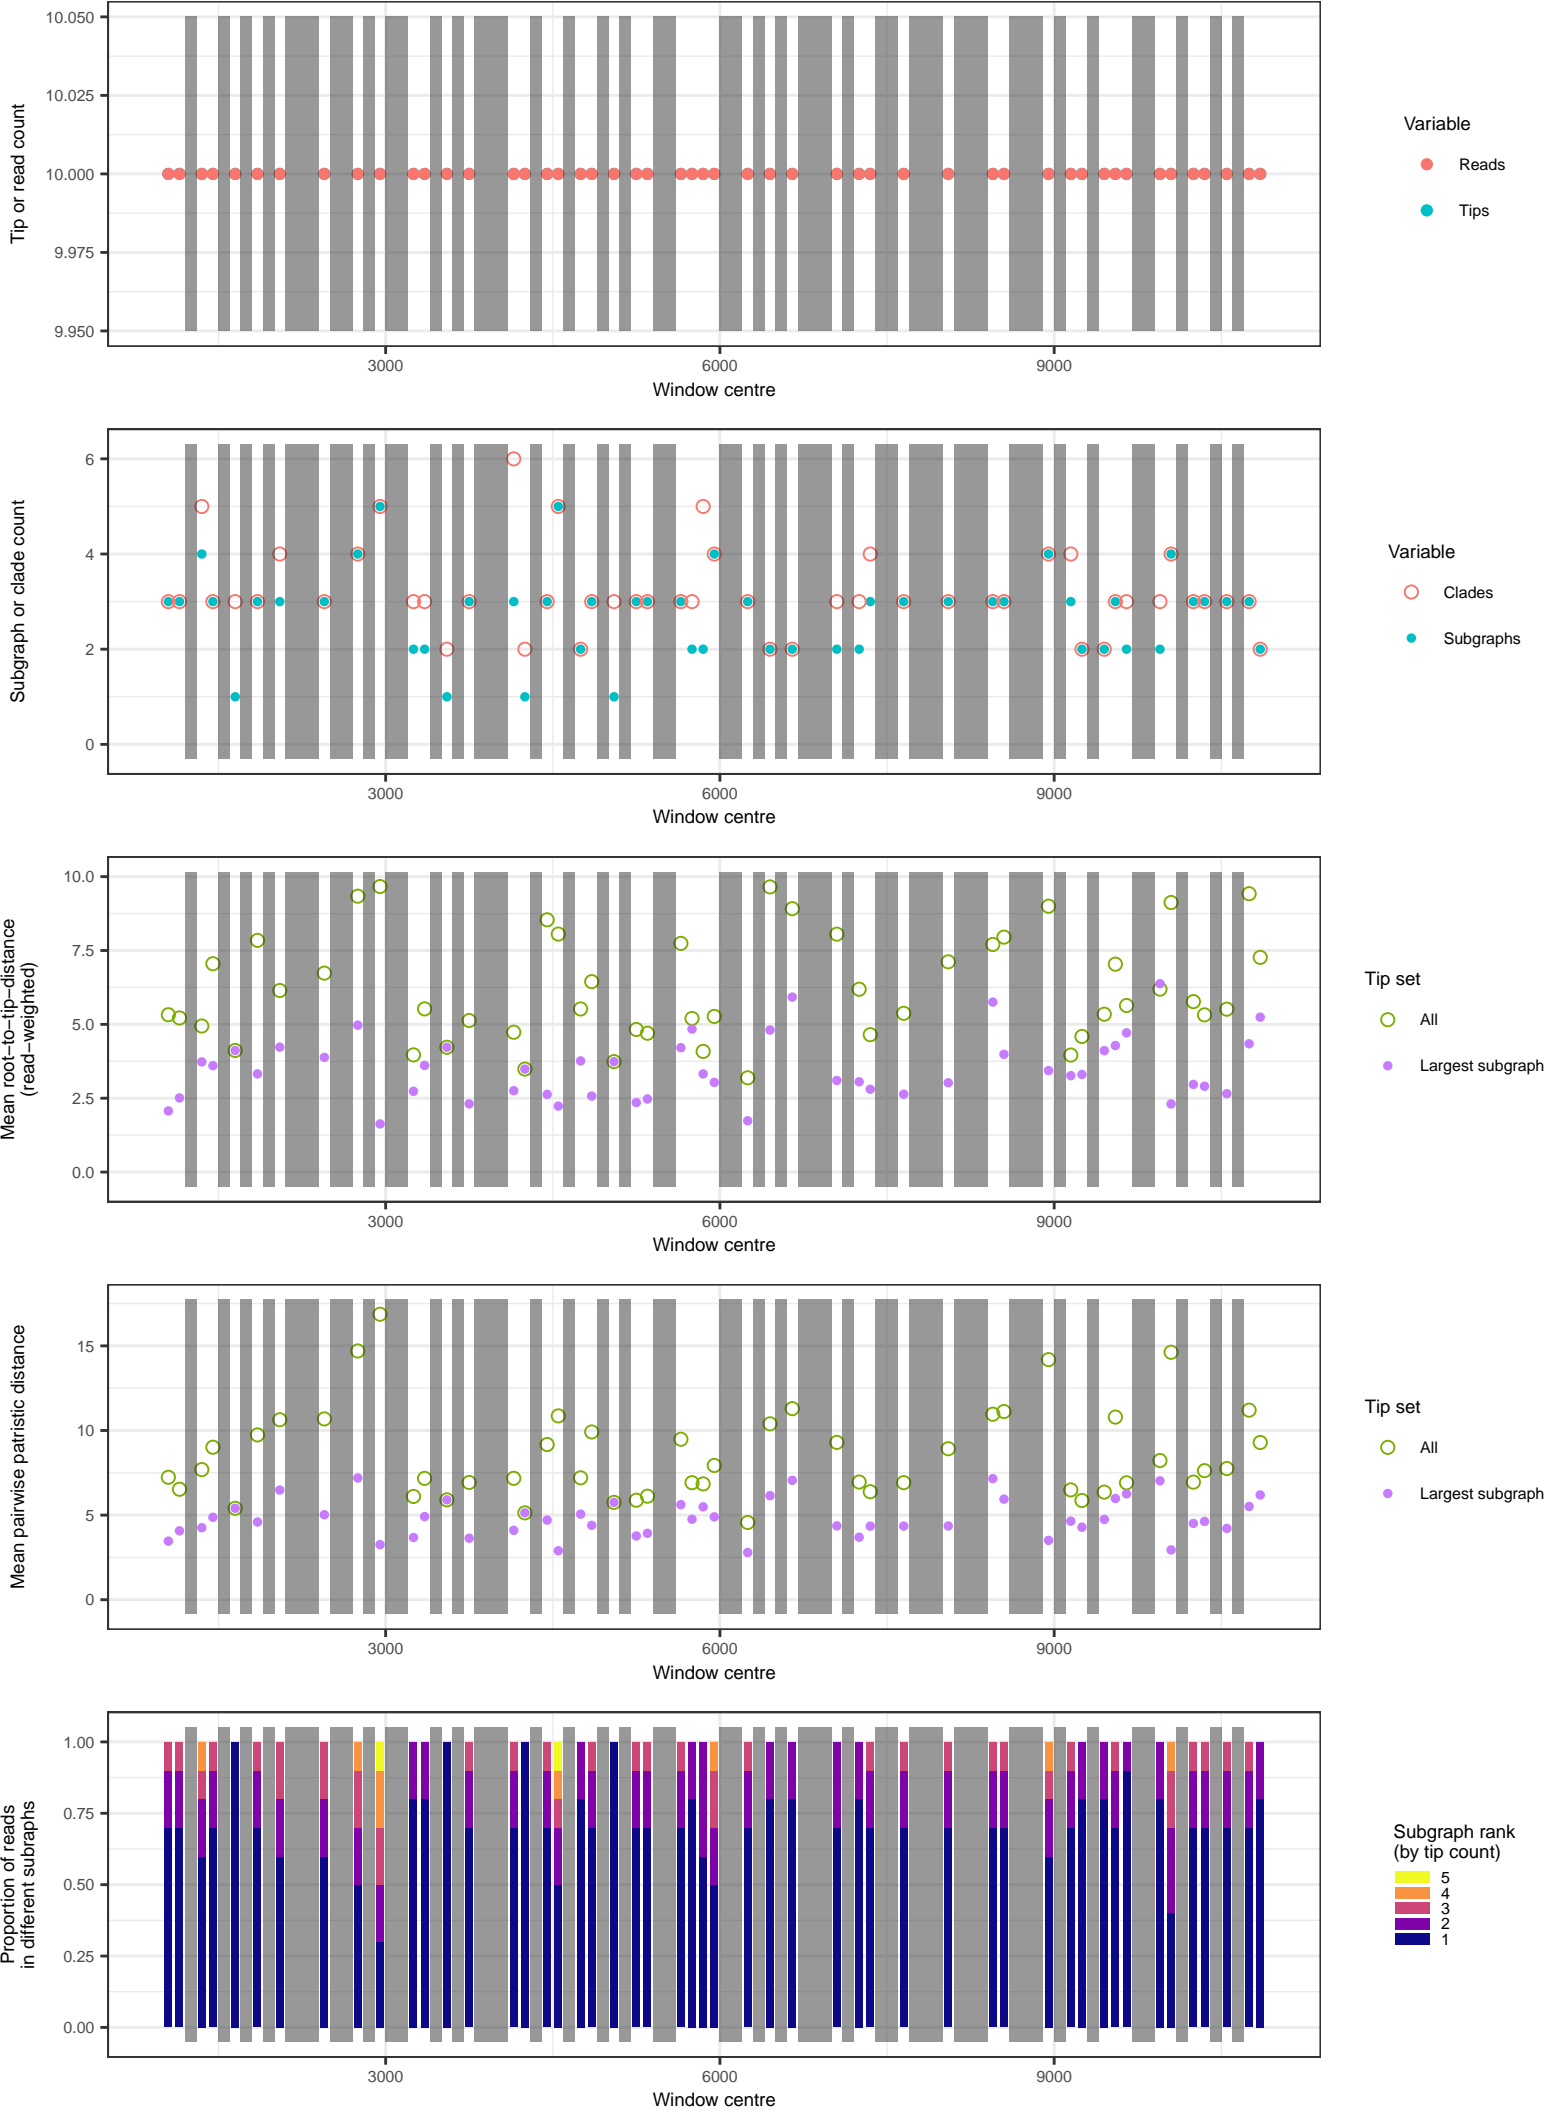 10.050
10.025
10.000
9.975
9.950
Tip or read count
3000 6000 9000
Window centre
Variable
Reads
Tips
6
4
2
0
Subgraph or clade count
3000 6000 9000
Window centre
Variable
Clades
Subgraphs
10.0
7.5
5.0
2.5
0.0
Mean root−to−tip−distance
(read−weighted)
3000 6000 9000
Window centre
Tip set
All
Largest subgraph
15
10
5
0
Mean pairwise patristic distance
3000 6000 9000
Window centre
Tip set
All
Largest subgraph
1.00
0.75
0.50
0.25
0.00
Proportion of reads
in different subraphs
3000 6000 9000
Window centre
Subgraph rank
(by tip count)
5
4
3
2
1